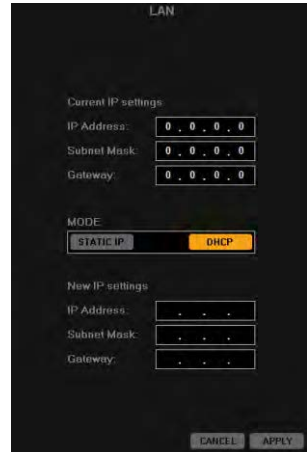 LAN
Current IP settings
IP Address: 0 . 0 . 0 . 0
Subnet Mask: 0 . 0 . 0 . 0
Gateway: 0 . 0 . 0 . 0
MODE
STATIC IP DHCP
New IP settings
IP Address: . . .
Subnet Mask: . . .
Gateway: . . .
CANCEL APPLY